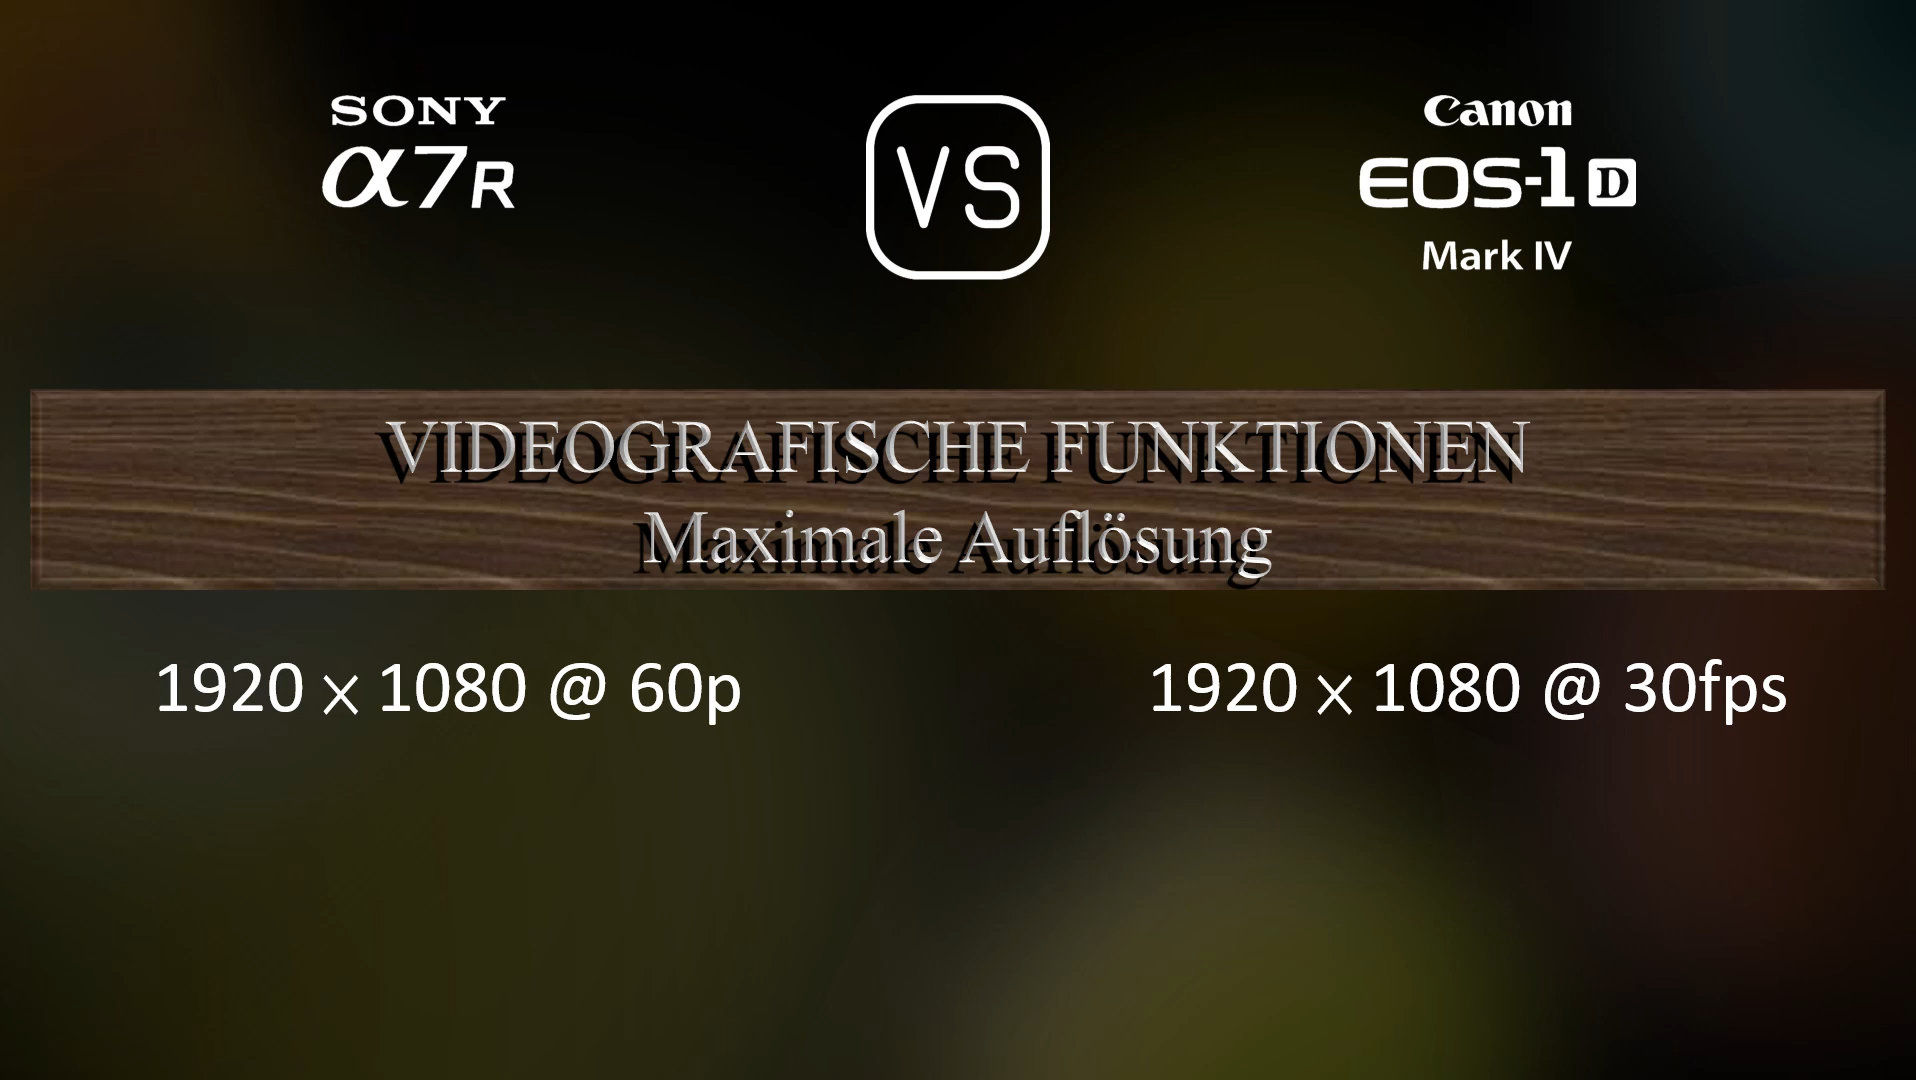 SONY
α7R
VS
Canon
EOS-1D
Mark IV
VIDEOGRAFISCHE FUNKTIONEN
Maximale Auflösung
1920 x 1080 @ 60p
1920 x 1080 @ 30fps